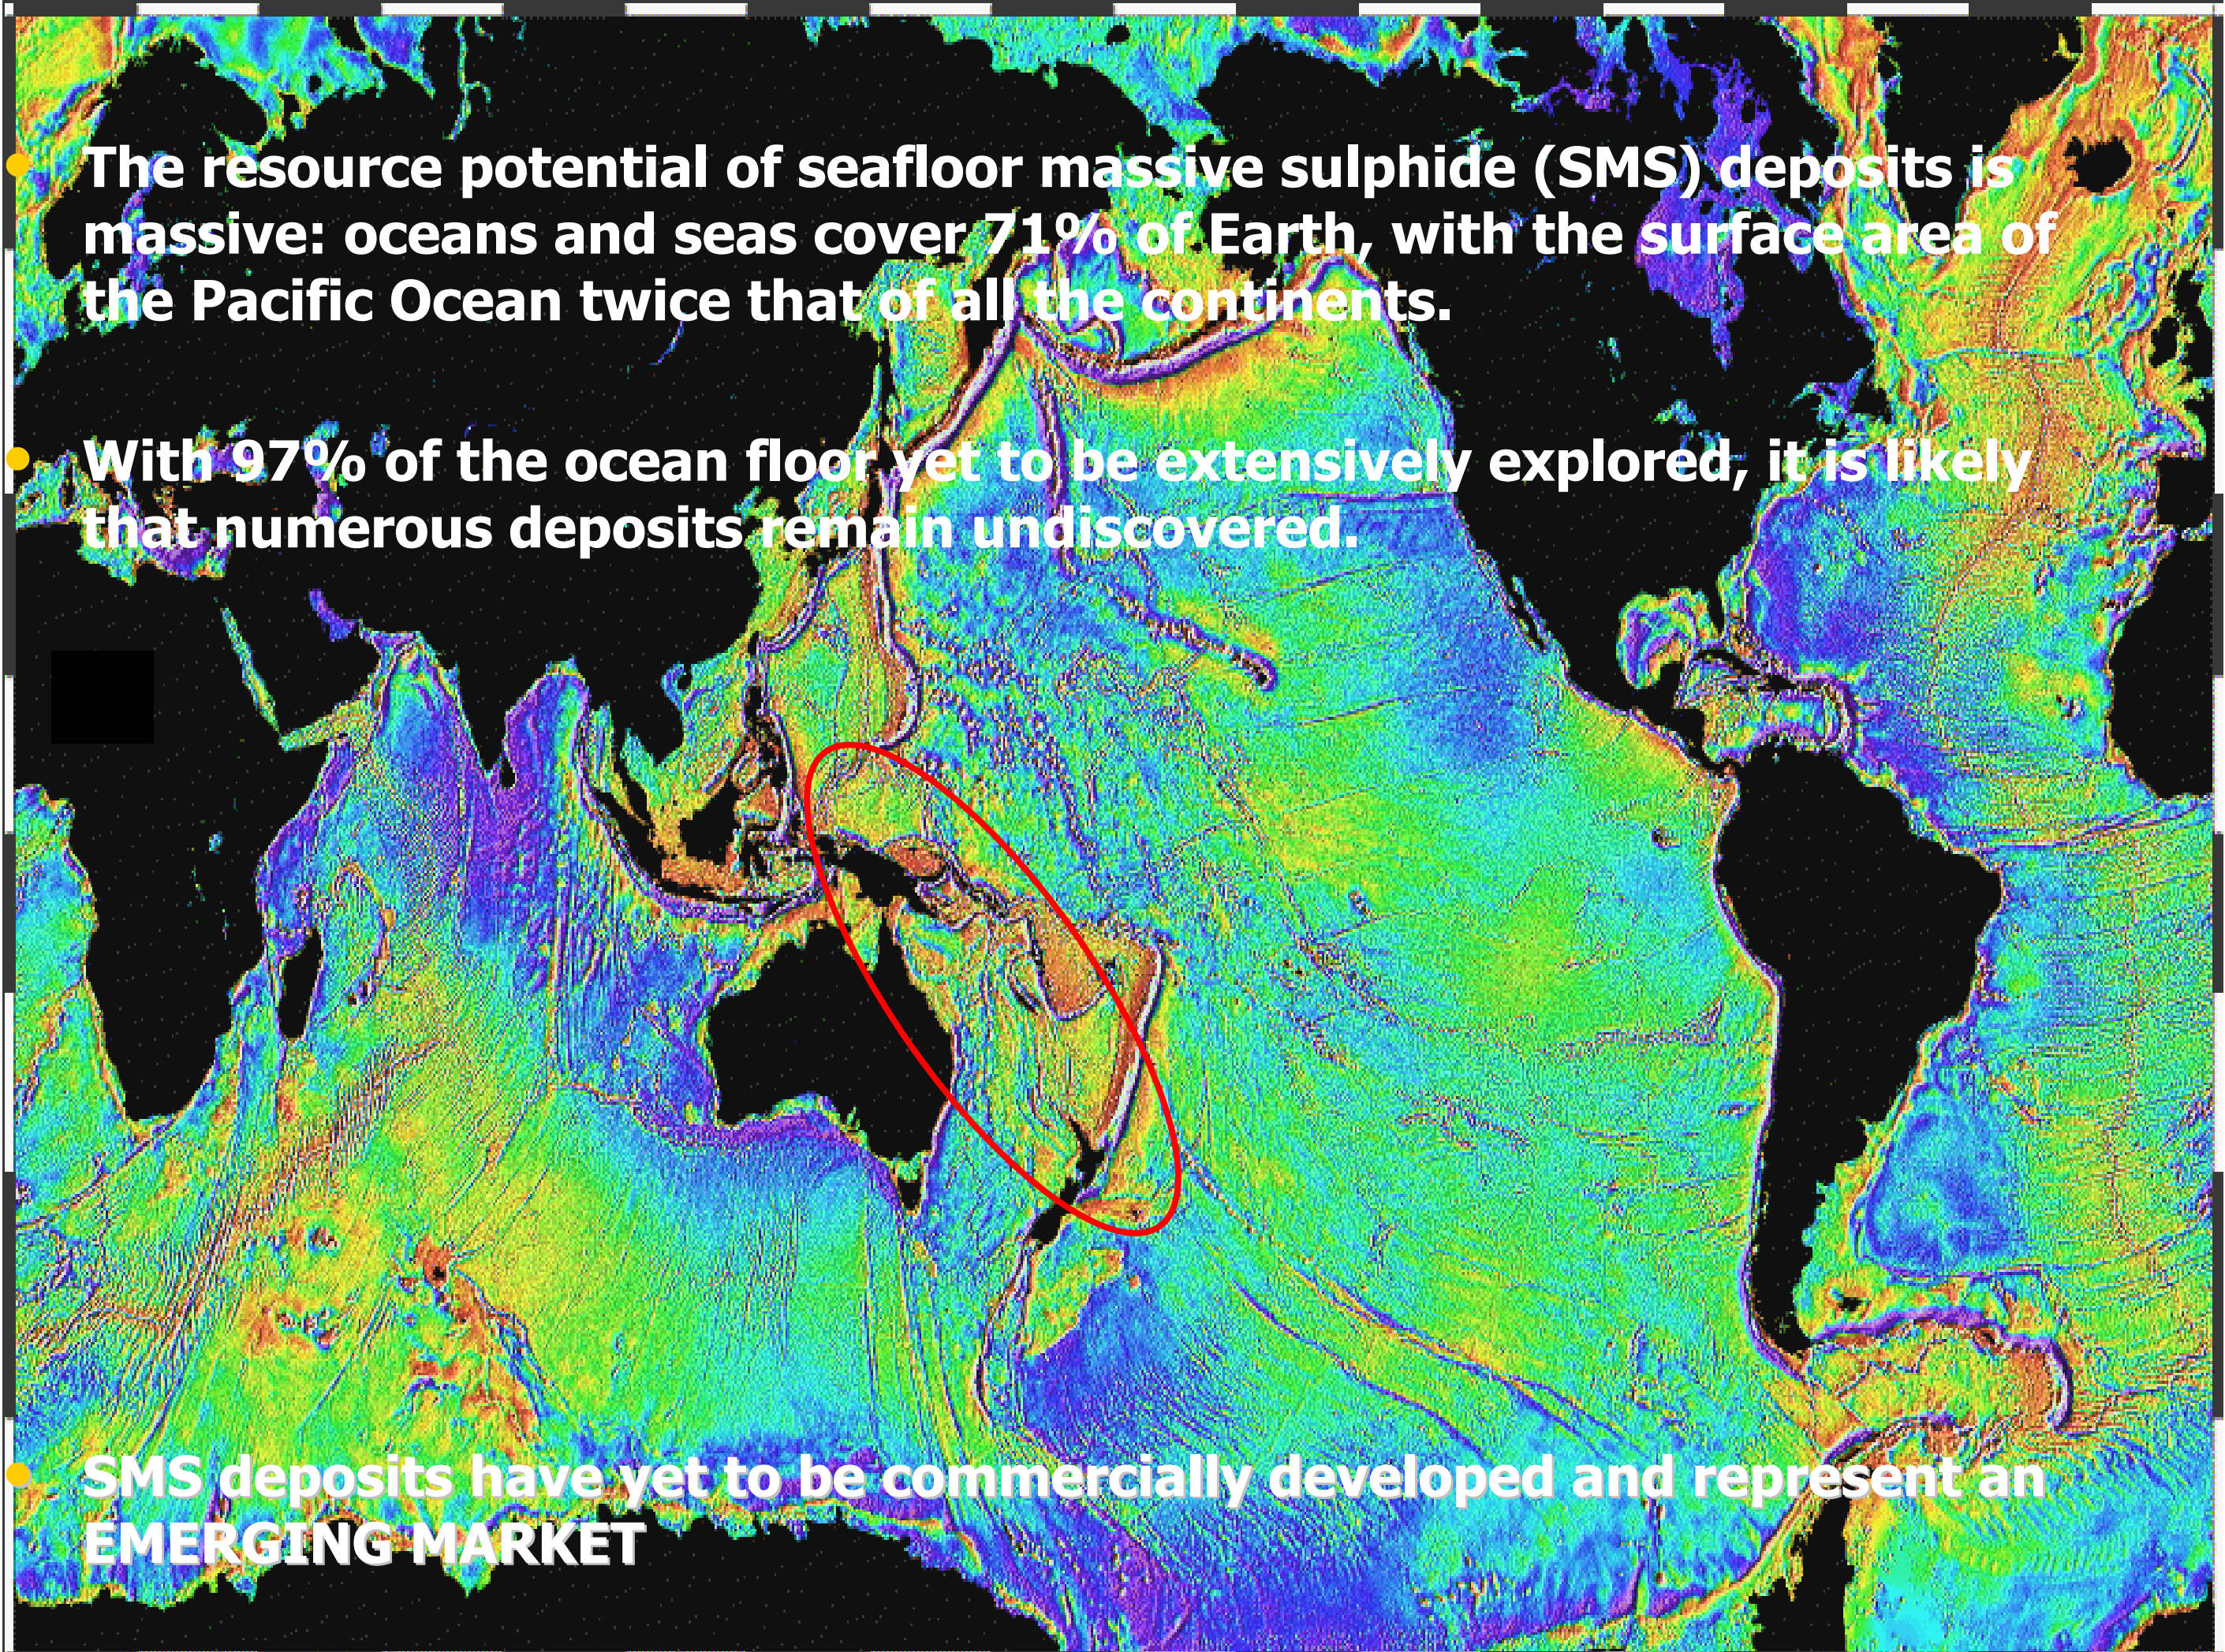 The resource potential of seafloor massive sulphide (SMS) deposits is
massive: oceans and seas cover 71% of Earth, with the surface area of
the Pacific Ocean twice that of all the continents.
With 97% of the ocean floor yet to be extensively explored, it is likely
that numerous deposits remain undiscovered.
SMS deposits have yet to be commercially developed and represent an
EMERGING MARKET